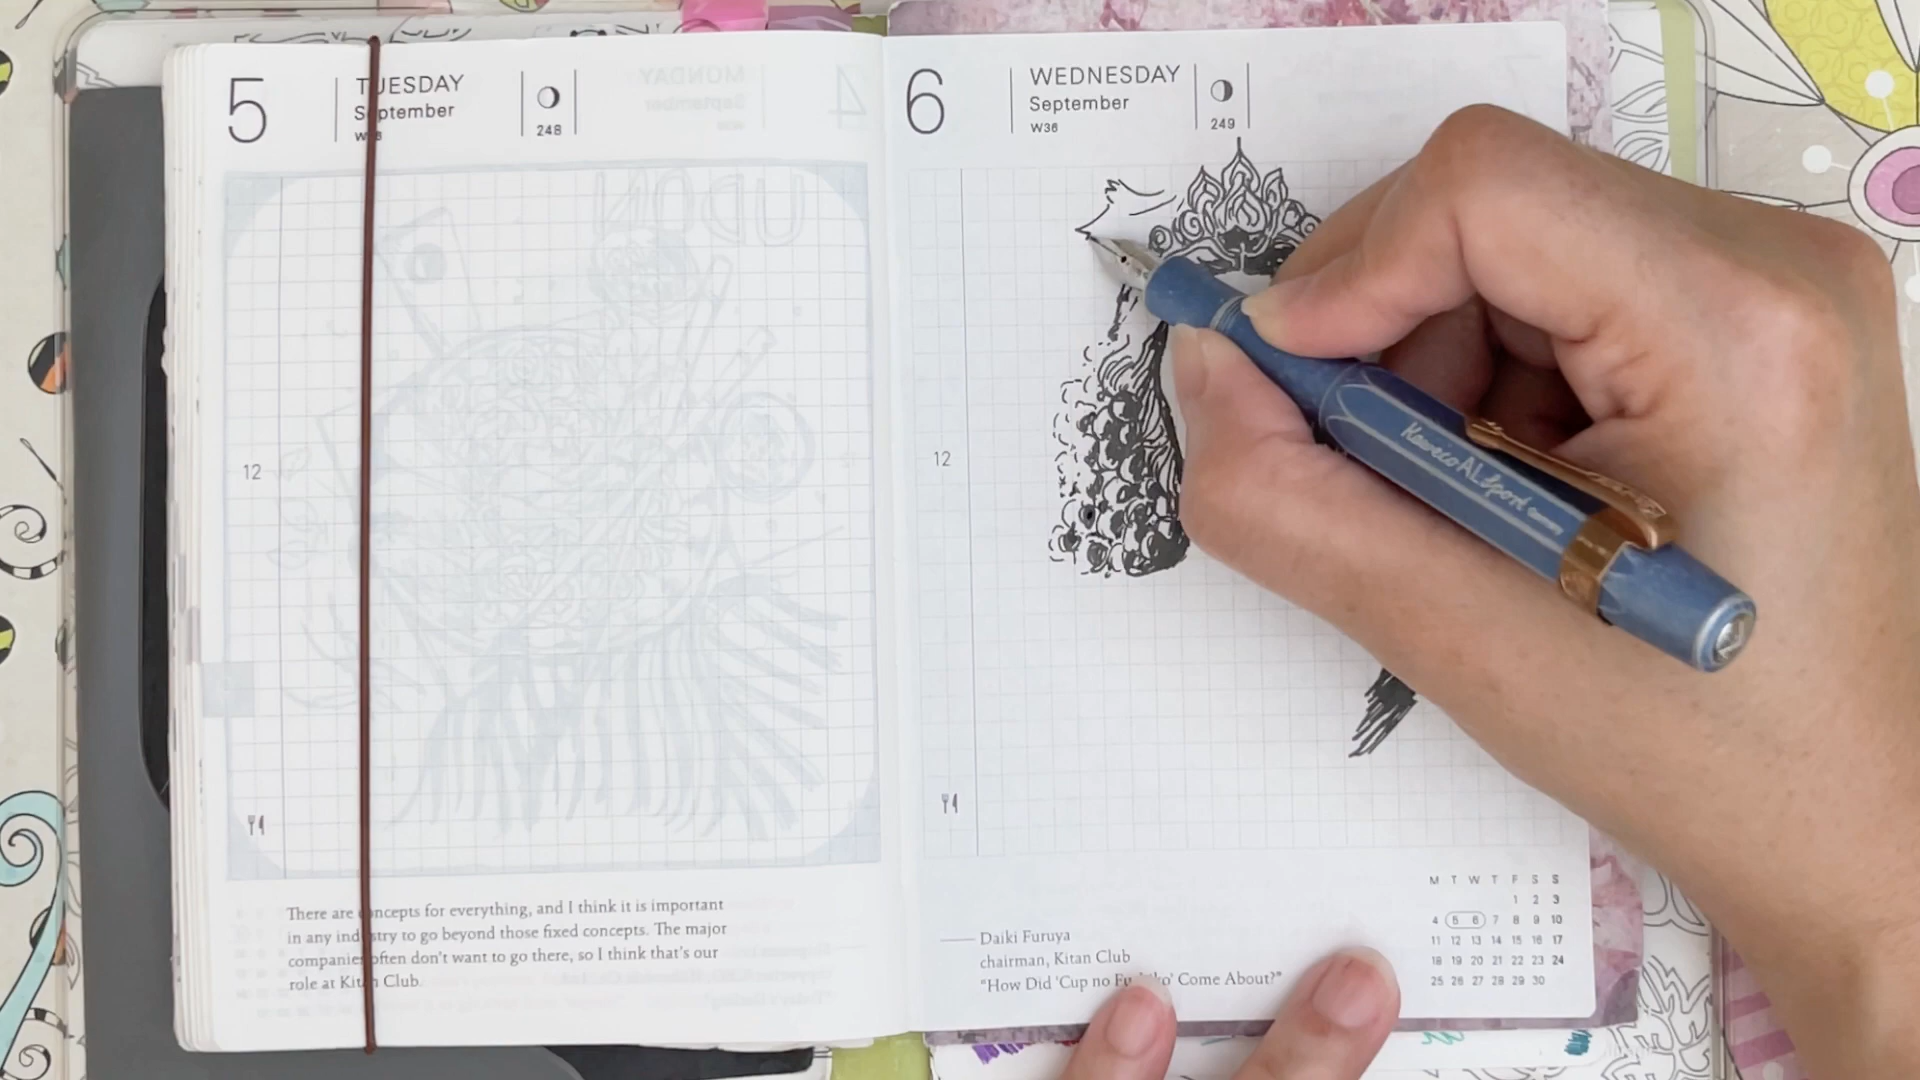 5
TUESDAY
September
248
6
WEDNESDAY
September
W36
249
12
12
Kaweco AL Sport
There are concepts for everything, and I think it is important
in any industry to go beyond those fixed concepts. The major
companies often don't want to go there, so I think that's our
role at Kitan Club.
Daiki Furuya
chairman, Kitan Club
"How Did 'Cup no Come About?"
M T W T F S S
1 2 3
4 5 6 7 8 9 10
11 12 13 14 15 16 17
18 19 20 21 22 23 24
25 26 27 28 29 30